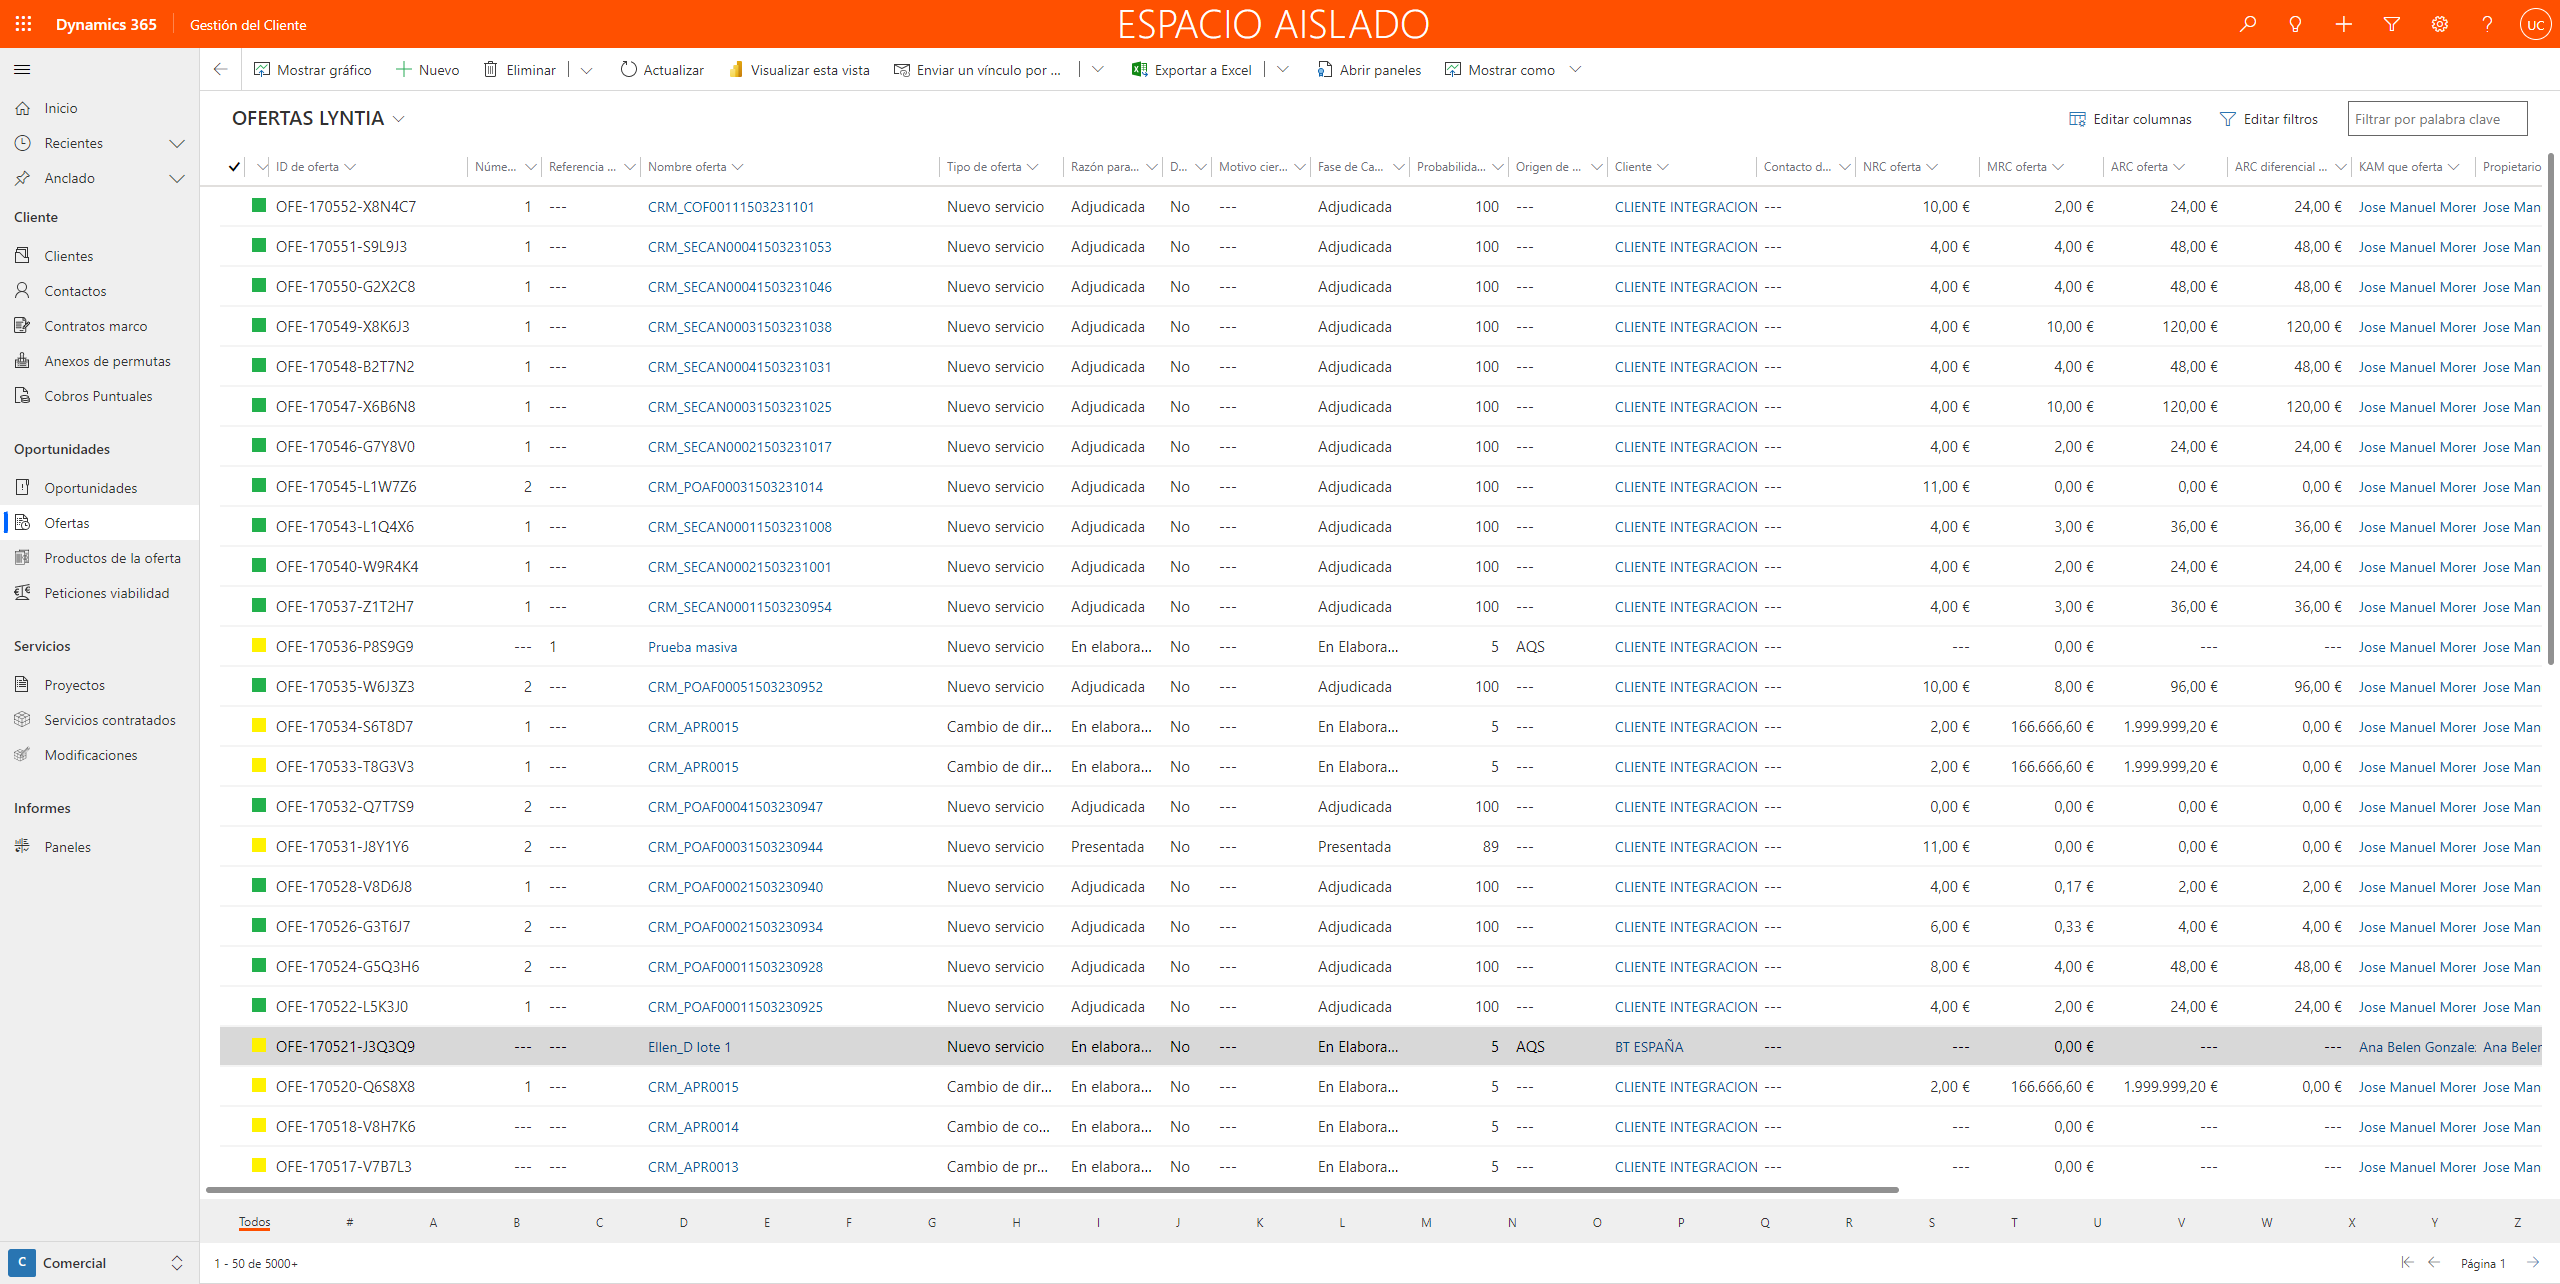 Dynamics 365 Gestión del Cliente ESPACIO AISLADO UC
Mostrar gráfico Nuevo Eliminar Actualizar Visualizar esta vista Enviar un vínculo por ... Exportar a Excel Abrir paneles Mostrar como
Inicio
Recientes
Anclado
Cliente
Clientes
Contactos
Contratos marco
Anexos de permutas
Cobros Puntuales
Oportunidades
Oportunidades
Ofertas
Productos de la oferta
Peticiones viabilidad
Servicios
Proyectos
Servicios contratados
Modificaciones
Informes
Paneles
C Comercial
OFERTAS LYNTIA Editar columnas Editar filtros Filtrar por palabra clave
ID de oferta Núme... Referencia ... Nombre oferta Tipo de oferta Razón para... D... Motivo cier... Fase de Ca... Probabilida... Origen de ... Cliente Contacto d... NRC oferta MRC oferta ARC oferta ARC diferencial ... KAM que oferta Propietario
OFE-170552-X8N4C7 1 --- CRM_COF00111503231101 Nuevo servicio Adjudicada No --- Adjudicada 100 --- CLIENTE INTEGRACION --- 10,00 € 2,00 € 24,00 € 24,00 € Jose Manuel Morer Jose Man
OFE-170551-S9L9J3 1 --- CRM_SECAN00041503231053 Nuevo servicio Adjudicada No --- Adjudicada 100 --- CLIENTE INTEGRACION --- 4,00 € 4,00 € 48,00 € 48,00 € Jose Manuel Morer Jose Man
OFE-170550-G2X2C8 1 --- CRM_SECAN00041503231046 Nuevo servicio Adjudicada No --- Adjudicada 100 --- CLIENTE INTEGRACION --- 4,00 € 4,00 € 48,00 € 48,00 € Jose Manuel Morer Jose Man
OFE-170549-X8K6J3 1 --- CRM_SECAN00031503231038 Nuevo servicio Adjudicada No --- Adjudicada 100 --- CLIENTE INTEGRACION --- 4,00 € 10,00 € 120,00 € 120,00 € Jose Manuel Morer Jose Man
OFE-170548-B2T7N2 1 --- CRM_SECAN00041503231031 Nuevo servicio Adjudicada No --- Adjudicada 100 --- CLIENTE INTEGRACION --- 4,00 € 4,00 € 48,00 € 48,00 € Jose Manuel Morer Jose Man
OFE-170547-X6B6N8 1 --- CRM_SECAN00031503231025 Nuevo servicio Adjudicada No --- Adjudicada 100 --- CLIENTE INTEGRACION --- 4,00 € 10,00 € 120,00 € 120,00 € Jose Manuel Morer Jose Man
OFE-170546-G7Y8V0 1 --- CRM_SECAN00021503231017 Nuevo servicio Adjudicada No --- Adjudicada 100 --- CLIENTE INTEGRACION --- 4,00 € 2,00 € 24,00 € 24,00 € Jose Manuel Morer Jose Man
OFE-170545-L1W7Z6 2 --- CRM_POAF00031503231014 Nuevo servicio Adjudicada No --- Adjudicada 100 --- CLIENTE INTEGRACION --- 11,00 € 0,00 € 0,00 € 0,00 € Jose Manuel Morer Jose Man
OFE-170543-L1Q4X6 1 --- CRM_SECAN00011503231008 Nuevo servicio Adjudicada No --- Adjudicada 100 --- CLIENTE INTEGRACION --- 4,00 € 3,00 € 36,00 € 36,00 € Jose Manuel Morer Jose Man
OFE-170540-W9R4K4 1 --- CRM_SECAN00021503231001 Nuevo servicio Adjudicada No --- Adjudicada 100 --- CLIENTE INTEGRACION --- 4,00 € 2,00 € 24,00 € 24,00 € Jose Manuel Morer Jose Man
OFE-170537-Z1T2H7 1 --- CRM_SECAN00011503230954 Nuevo servicio Adjudicada No --- Adjudicada 100 --- CLIENTE INTEGRACION --- 4,00 € 3,00 € 36,00 € 36,00 € Jose Manuel Morer Jose Man
OFE-170536-P8S9G9 --- 1 Prueba masiva Nuevo servicio En elabora... No --- En Elabora... 5 AQS CLIENTE INTEGRACION --- --- 0,00 € --- --- Jose Manuel Morer Jose Man
OFE-170535-W6J3Z3 2 --- CRM_POAF00051503230952 Nuevo servicio Adjudicada No --- Adjudicada 100 --- CLIENTE INTEGRACION --- 10,00 € 8,00 € 96,00 € 96,00 € Jose Manuel Morer Jose Man
OFE-170534-S6T8D7 1 --- CRM_APR0015 Cambio de dir... En elabora... No --- En Elabora... 5 --- CLIENTE INTEGRACION --- 2,00 € 166.666,60 € 1.999.999,20 € 0,00 € Jose Manuel Morer Jose Man
OFE-170533-T8G3V3 1 --- CRM_APR0015 Cambio de dir... En elabora... No --- En Elabora... 5 --- CLIENTE INTEGRACION --- 2,00 € 166.666,60 € 1.999.999,20 € 0,00 € Jose Manuel Morer Jose Man
OFE-170532-Q7T7S9 2 --- CRM_POAF00041503230947 Nuevo servicio Adjudicada No --- Adjudicada 100 --- CLIENTE INTEGRACION --- 0,00 € 0,00 € 0,00 € 0,00 € Jose Manuel Morer Jose Man
OFE-170531-J8Y1Y6 2 --- CRM_POAF00031503230944 Nuevo servicio Presentada No --- Presentada 89 --- CLIENTE INTEGRACION --- 11,00 € 0,00 € 0,00 € 0,00 € Jose Manuel Morer Jose Man
OFE-170528-V8D6J8 1 --- CRM_POAF00021503230940 Nuevo servicio Adjudicada No --- Adjudicada 100 --- CLIENTE INTEGRACION --- 4,00 € 0,17 € 2,00 € 2,00 € Jose Manuel Morer Jose Man
OFE-170526-G3T6J7 2 --- CRM_POAF00021503230934 Nuevo servicio Adjudicada No --- Adjudicada 100 --- CLIENTE INTEGRACION --- 6,00 € 0,33 € 4,00 € 4,00 € Jose Manuel Morer Jose Man
OFE-170524-G5Q3H6 2 --- CRM_POAF00011503230928 Nuevo servicio Adjudicada No --- Adjudicada 100 --- CLIENTE INTEGRACION --- 8,00 € 4,00 € 48,00 € 48,00 € Jose Manuel Morer Jose Man
OFE-170522-L5K3J0 1 --- CRM_POAF00011503230925 Nuevo servicio Adjudicada No --- Adjudicada 100 --- CLIENTE INTEGRACION --- 4,00 € 2,00 € 24,00 € 24,00 € Jose Manuel Morer Jose Man
OFE-170521-J3Q3Q9 --- --- Ellen_D lote 1 Nuevo servicio En elabora... No --- En Elabora... 5 AQS BT ESPAÑA --- --- 0,00 € --- --- Ana Belen Gonzale: Ana Beler
OFE-170520-Q6S8X8 1 --- CRM_APR0015 Cambio de dir... En elabora... No --- En Elabora... 5 --- CLIENTE INTEGRACION --- 2,00 € 166.666,60 € 1.999.999,20 € 0,00 € Jose Manuel Morer Jose Man
OFE-170518-V8H7K6 --- --- CRM_APR0014 Cambio de co... En elabora... No --- En Elabora... 5 --- CLIENTE INTEGRACION --- --- 0,00 € --- --- Jose Manuel Morer Jose Man
OFE-170517-V7B7L3 --- --- CRM_APR0013 Cambio de pr... En elabora... No --- En Elabora... 5 --- CLIENTE INTEGRACION --- --- 0,00 € --- --- Jose Manuel Morer Jose Man
Todos # A B C D E F G H I J K L M N O P Q R S T U V W X Y Z
1 - 50 de 5000+ Página 1